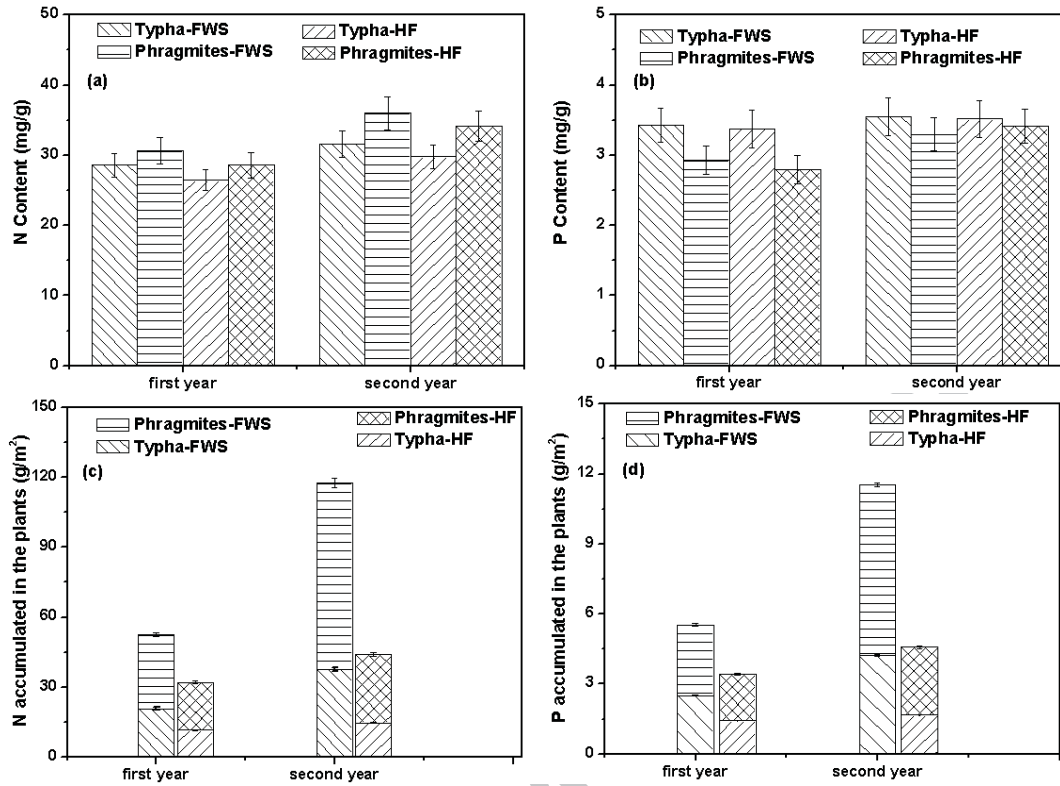 Typha-FWS Typha-HF
Phragmites-FWS Phragmites-HF
(a)
N Content (mg/g)
50
40
30
20
10
0
first year second year
Typha-FWS Typha-HF
Phragmites-FWS Phragmites-HF
(b)
P Content (mg/g)
5
4
3
2
1
0
first year second year
Phragmites-FWS Phragmites-HF
Typha-FWS Typha-HF
(c)
N accumulated in the plants (g/m²)
150
120
90
60
30
0
first year second year
Phragmites-FWS Phragmites-HF
Typha-FWS Typha-HF
(d)
P accumulated in the plants (g/m²)
15
12
9
6
3
0
first year second year